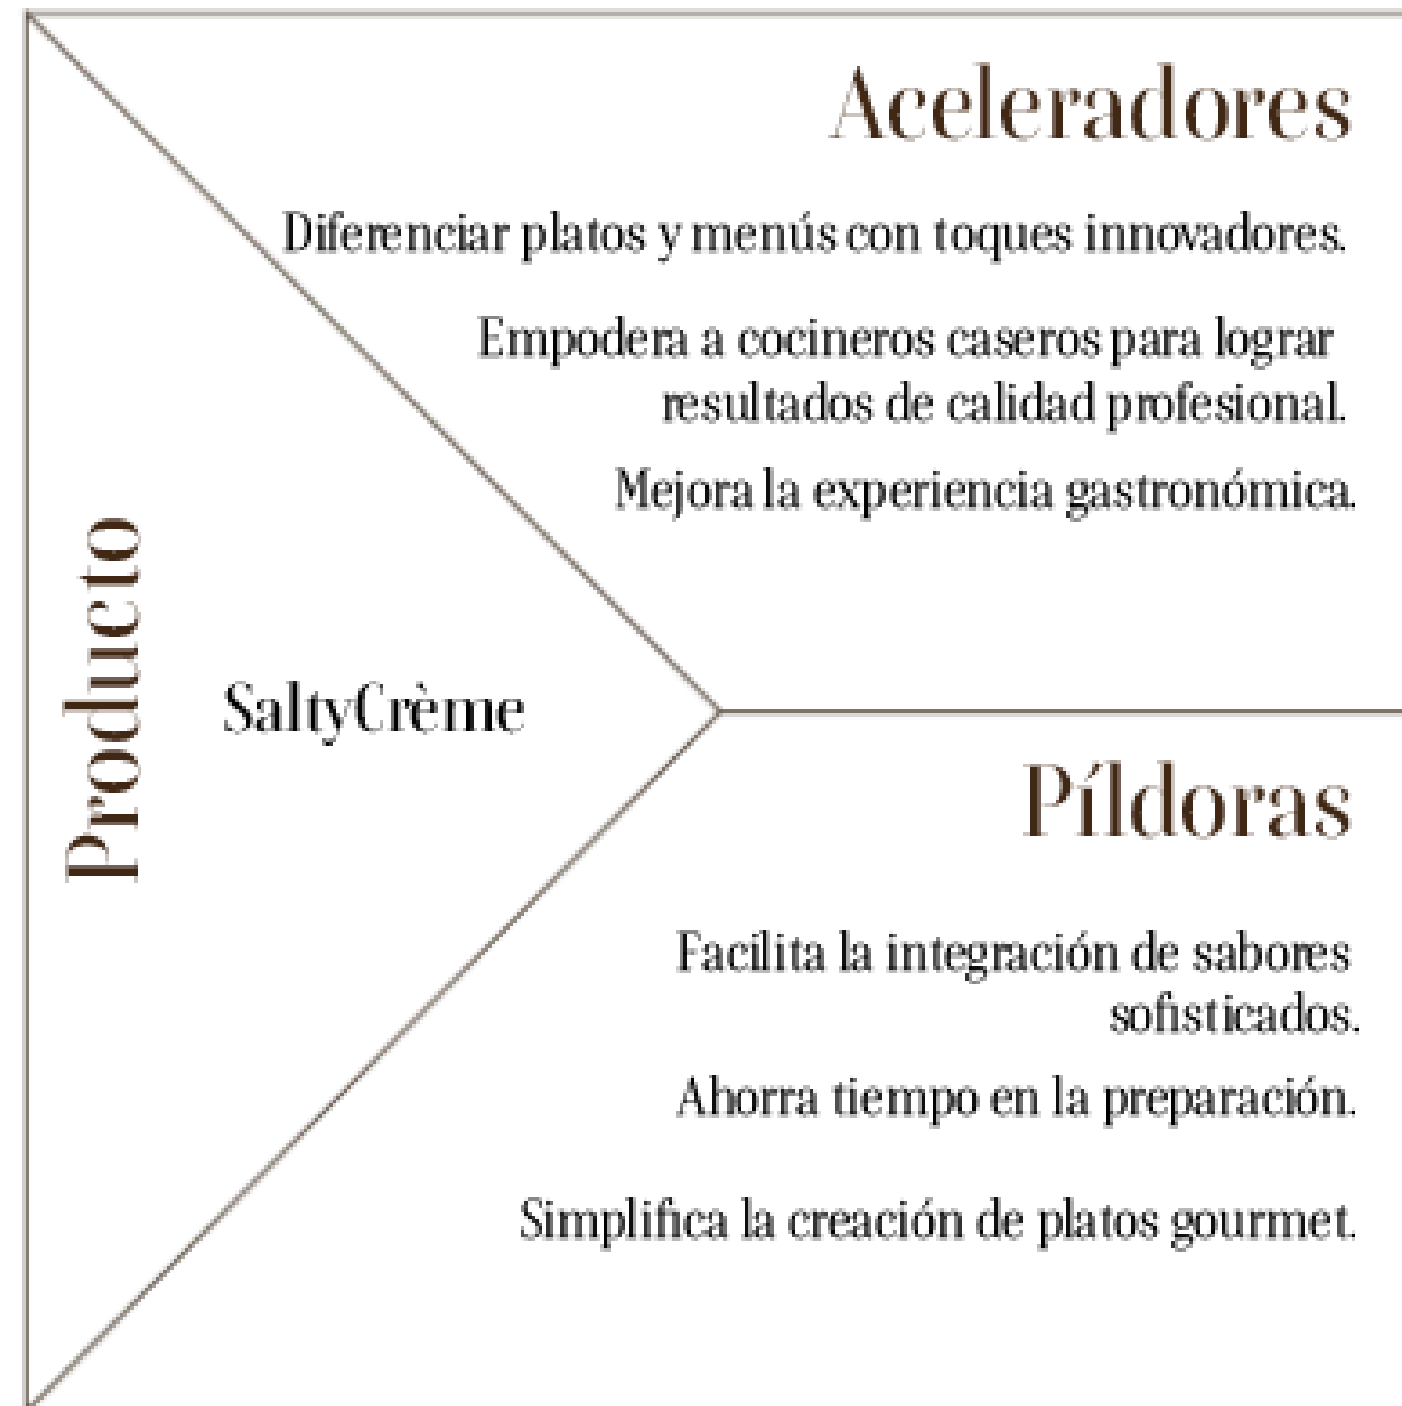 Aceleradores
Diferenciar platos y menús con toques innovadores.
Empodera a cocineros caseros para lograr
resultados de calidad profesional.
Mejora la experiencia gastronómica.
Producto
SaltyCrème
Píldoras
Facilita la integración de sabores
sofisticados.
Ahorra tiempo en la preparación.
Simplifica la creación de platos gourmet.